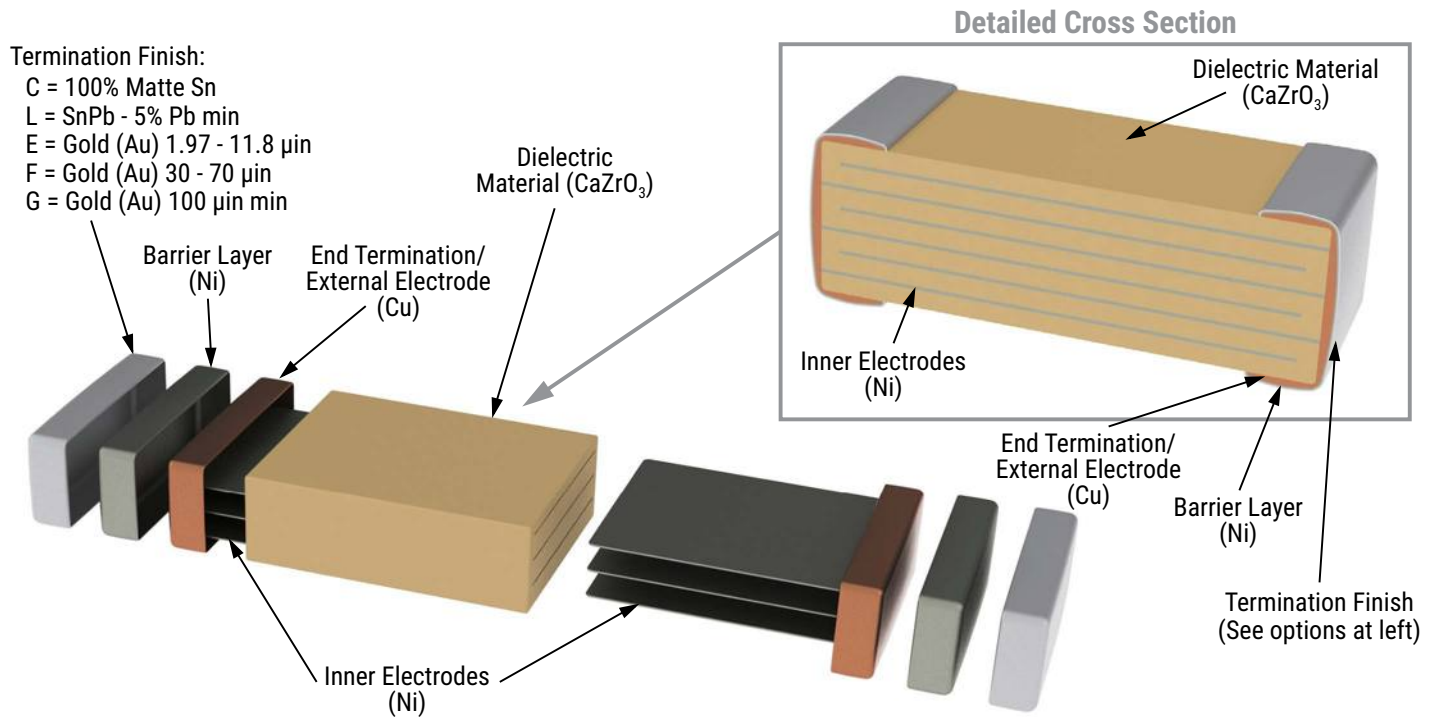 Detailed Cross Section
Termination Finish:
C = 100% Matte Sn
L = SnPb - 5% Pb min
E = Gold (Au) 1.97 - 11.8 µin
F = Gold (Au) 30 - 70 µin
G = Gold (Au) 100 µin min
Dielectric
Material (CaZrO₃)
Barrier Layer
(Ni)
End Termination/
External Electrode
(Cu)
Dielectric Material
(CaZrO₃)
Inner Electrodes
(Ni)
End Termination/
External Electrode
(Cu)
Barrier Layer
(Ni)
Termination Finish
(See options at left)
Inner Electrodes
(Ni)